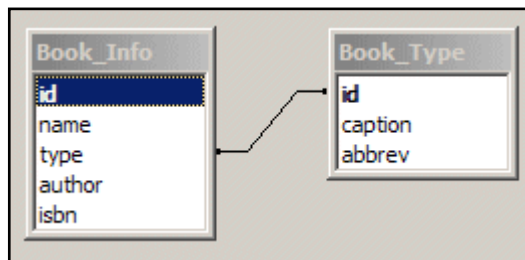 Book_Info
id
name
type
author
isbn
Book_Type
id
caption
abbrev